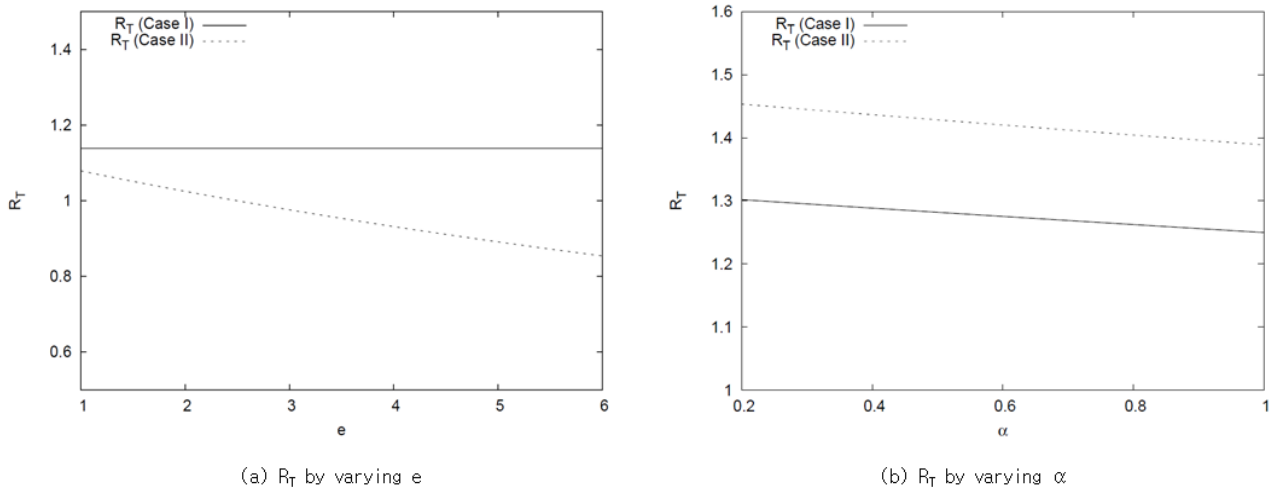 R_T (Case I)
R_T (Case II)
1.4
1.2
1
0.8
0.6
R_T
1 2 3 4 5 6
e
(a) R_T by varying e
R_T (Case I)
R_T (Case II)
1.6
1.5
1.4
1.3
1.2
1.1
1
R_T
0.2 0.4 0.6 0.8 1
α
(b) R_T by varying α